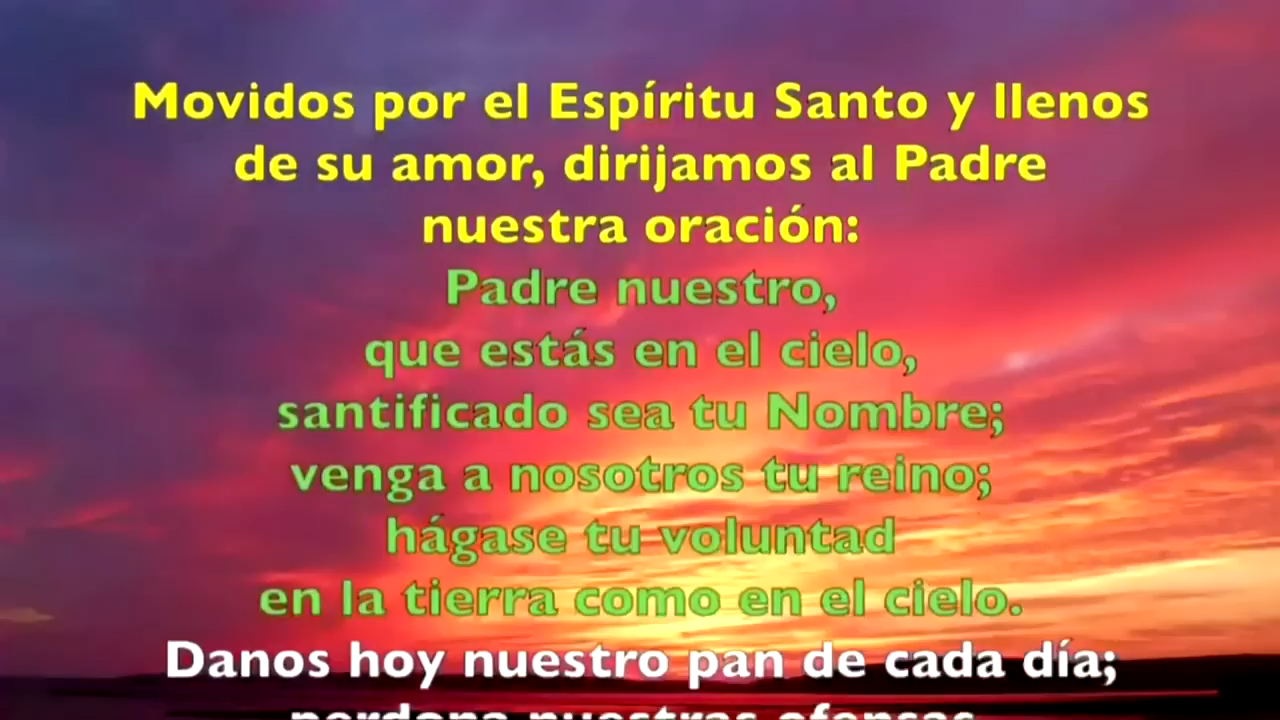 Movidos por el Espíritu Santo y llenos
de su amor, dirijamos al Padre
nuestra oración:
Padre nuestro,
que estás en el cielo,
santificado sea tu Nombre;
venga a nosotros tu reino;
hágase tu voluntad
en la tierra como en el cielo.
Danos hoy nuestro pan de cada día;
perdona nuestras ofensas